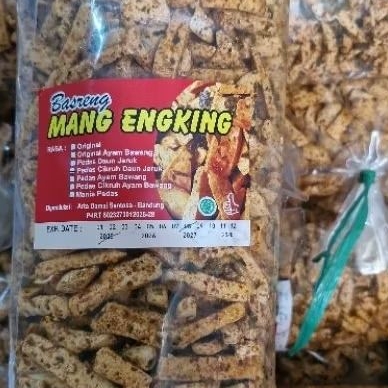 Basreng
MANG ENGKING
RASA :
Original
Original Ayam Bawang
Pedas Daun Jeruk
Pedas Cikruh Daun Jeruk
Pedas Ayam Bawang
Pedas Cikruh Ayam Bawang
Manis Pedas
Diproduksi : Arta Damai Sentosa - Bandung
EXP. DATE :